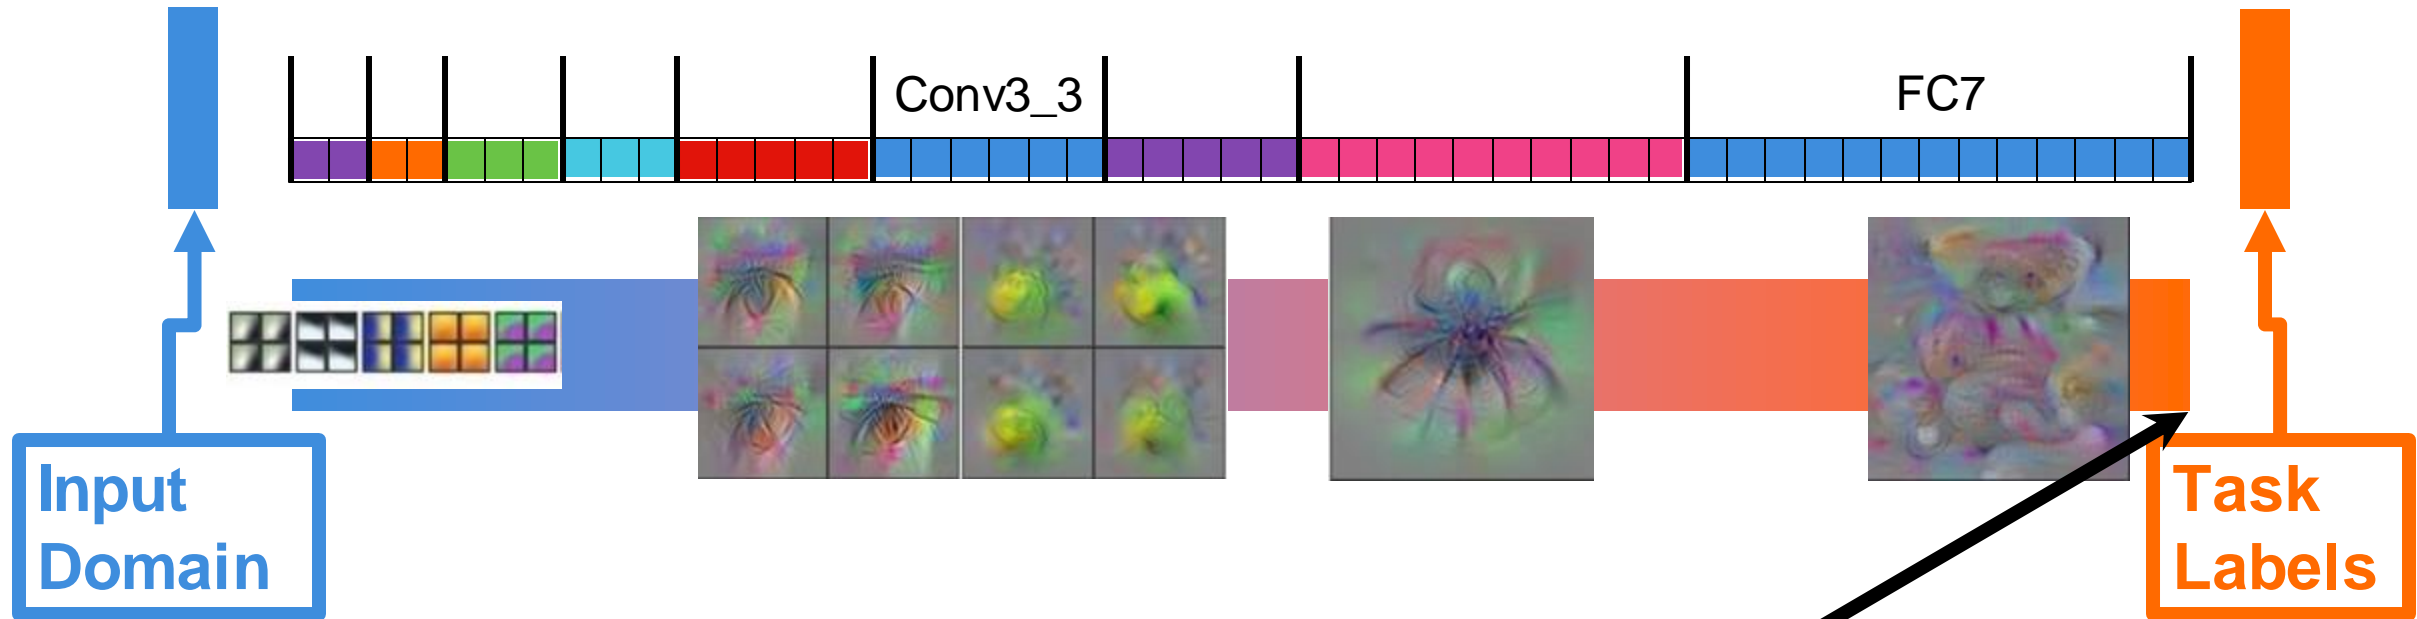 Conv3_3
FC7
Input
Domain
Task
Labels